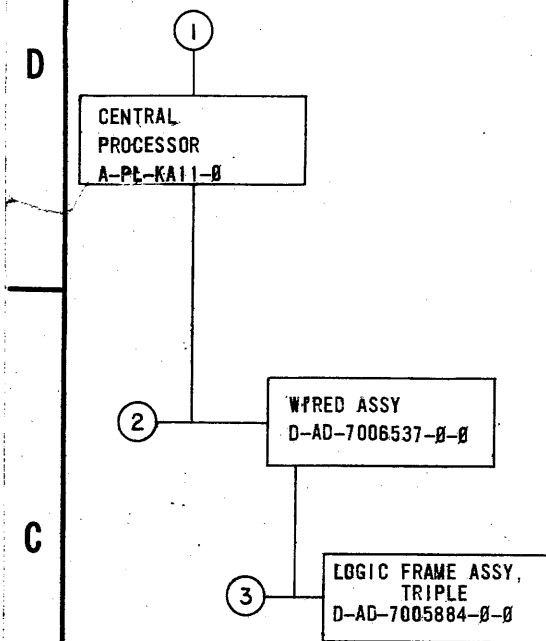 D
1
CENTRAL
PROCESSOR
A-PL-KA11-Ø
2
WIRED ASSY
D-AD-7006537-Ø-Ø
C
3
LOGIC FRAME ASSY,
TRIPLE
D-AD-7005884-Ø-Ø